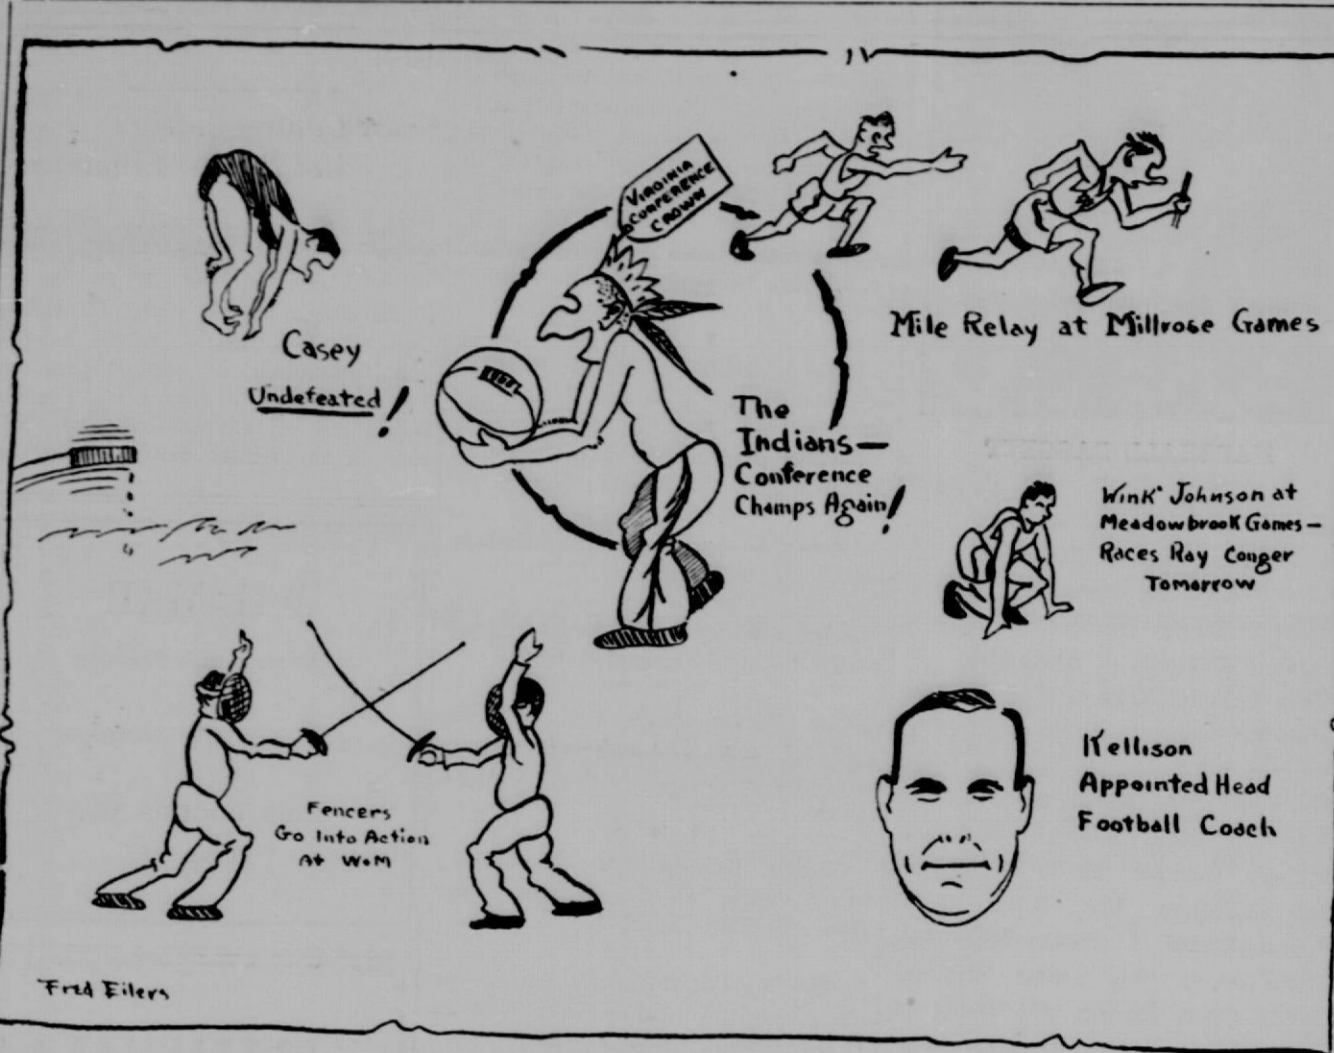 VIRGINIA
CONFERENCE
CROWN
Mile Relay at Millrose Games
Casey
Undefeated!
The
Indians—
Conference
Champs Again!
"Wink" Johnson at
Meadowbrook Games—
Races Ray Conger
Tomorrow
Fencers
Go Into Action
At W&M
Kellison
Appointed Head
Football Coach
Fred Eilers